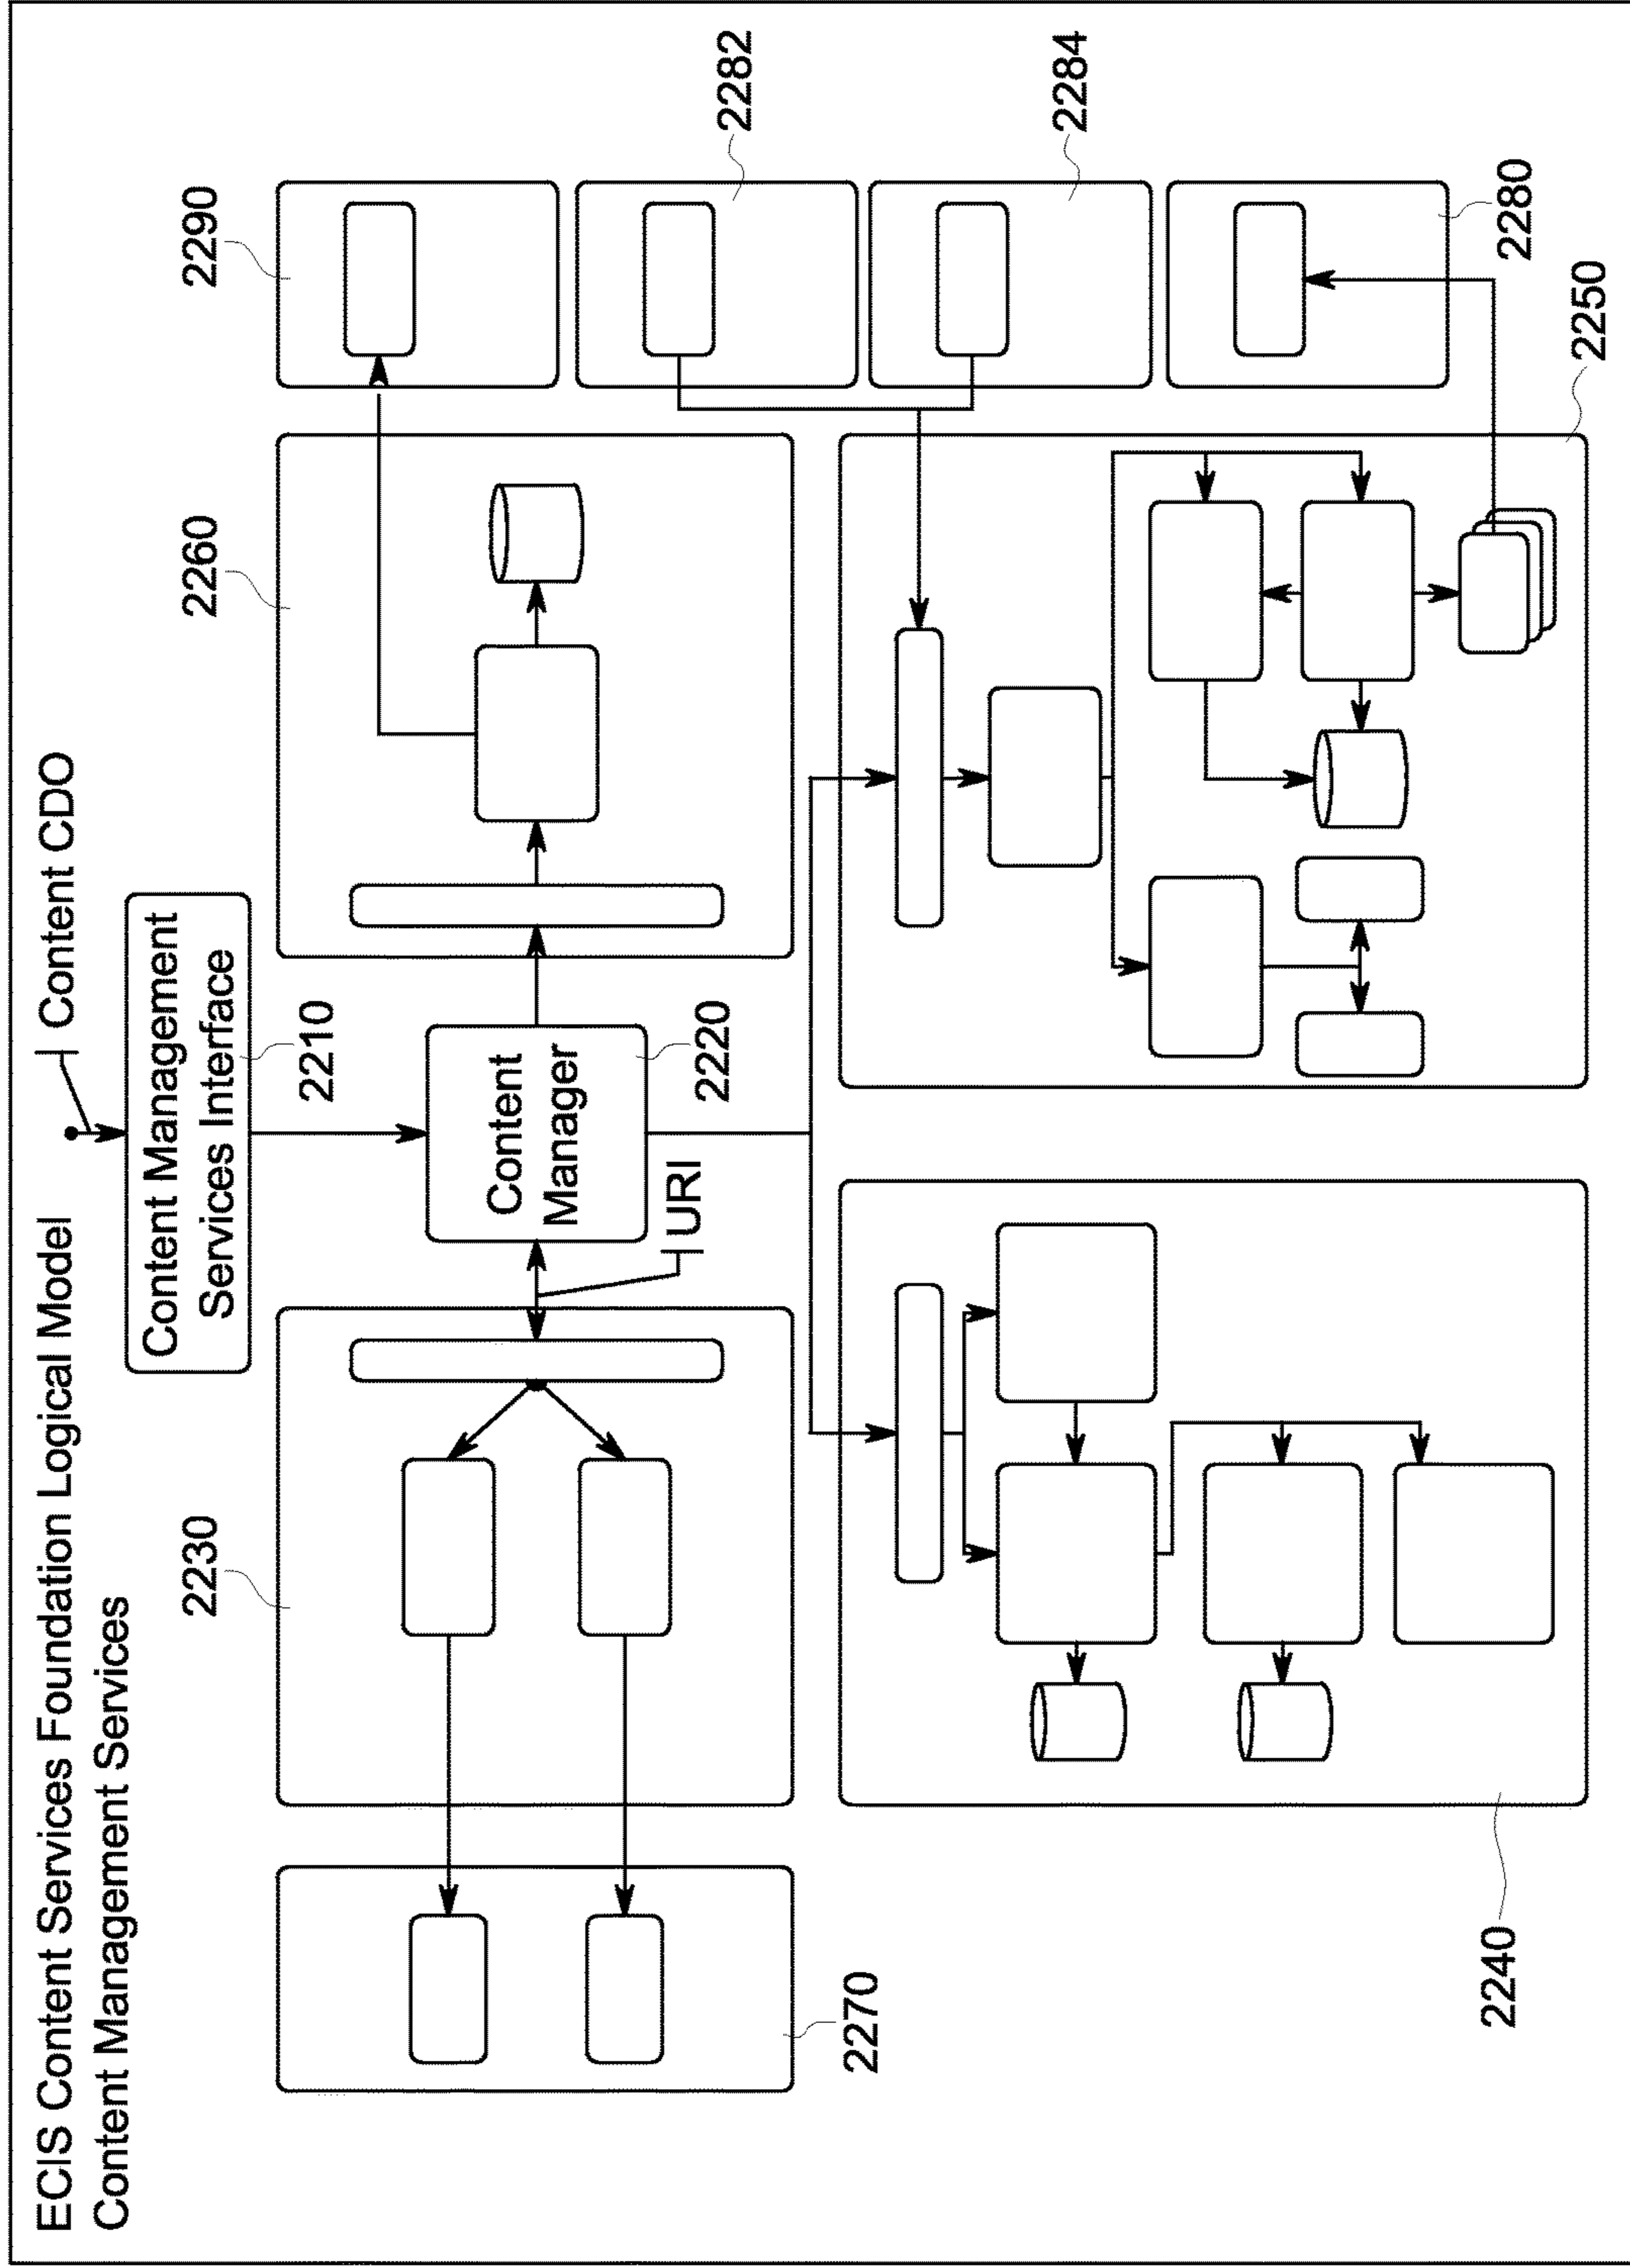 ECIS Content Services Foundation Logical Model
Content Management Services
Content CDO
Content Management
Services Interface
2210
2230
2260
2290
Content
Manager
2220
URI
2282
2284
2270
2280
2250
2240